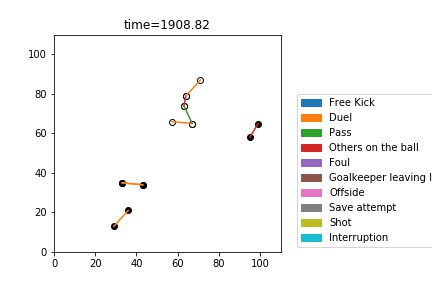 time=1908.82
100
80
60
40
20
0
0 20 40 60 80 100
Free Kick
Duel
Pass
Others on the ball
Foul
Goalkeeper leaving l
Offside
Save attempt
Shot
Interruption